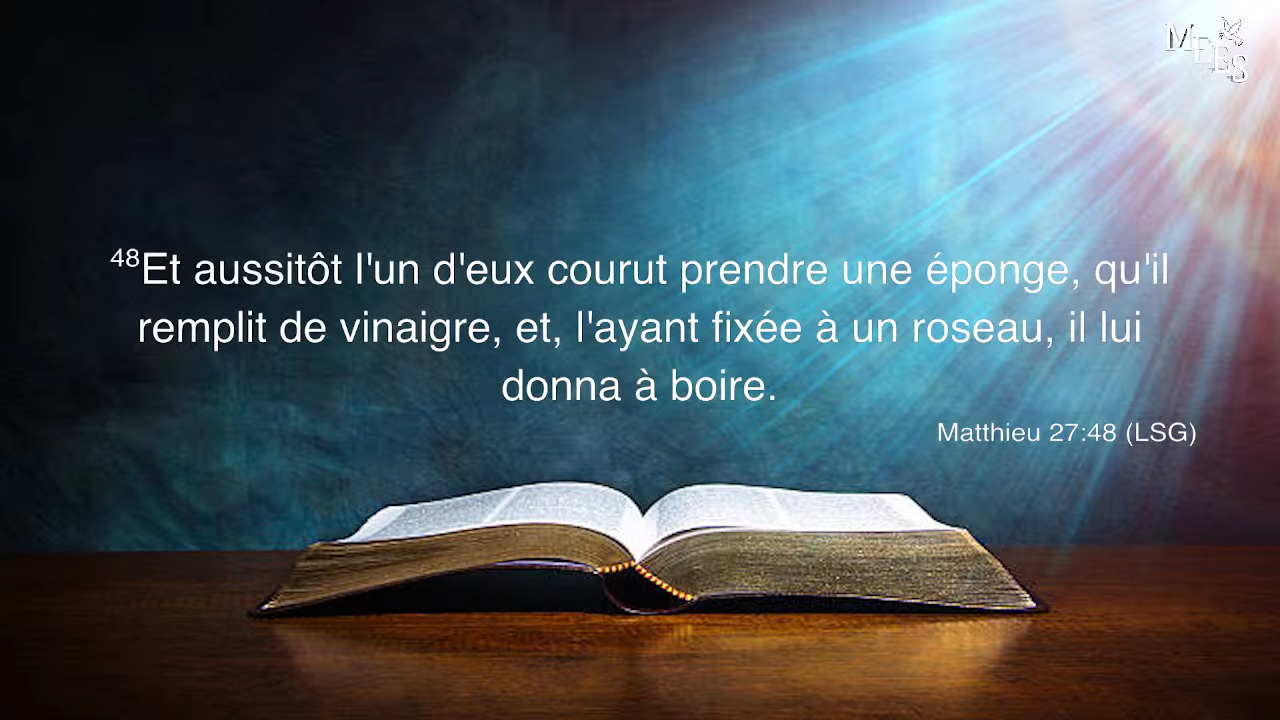 MEBS
48Et aussitôt l'un d'eux courut prendre une éponge, qu'il
remplit de vinaigre, et, l'ayant fixée à un roseau, il lui
donna à boire.
Matthieu 27:48 (LSG)